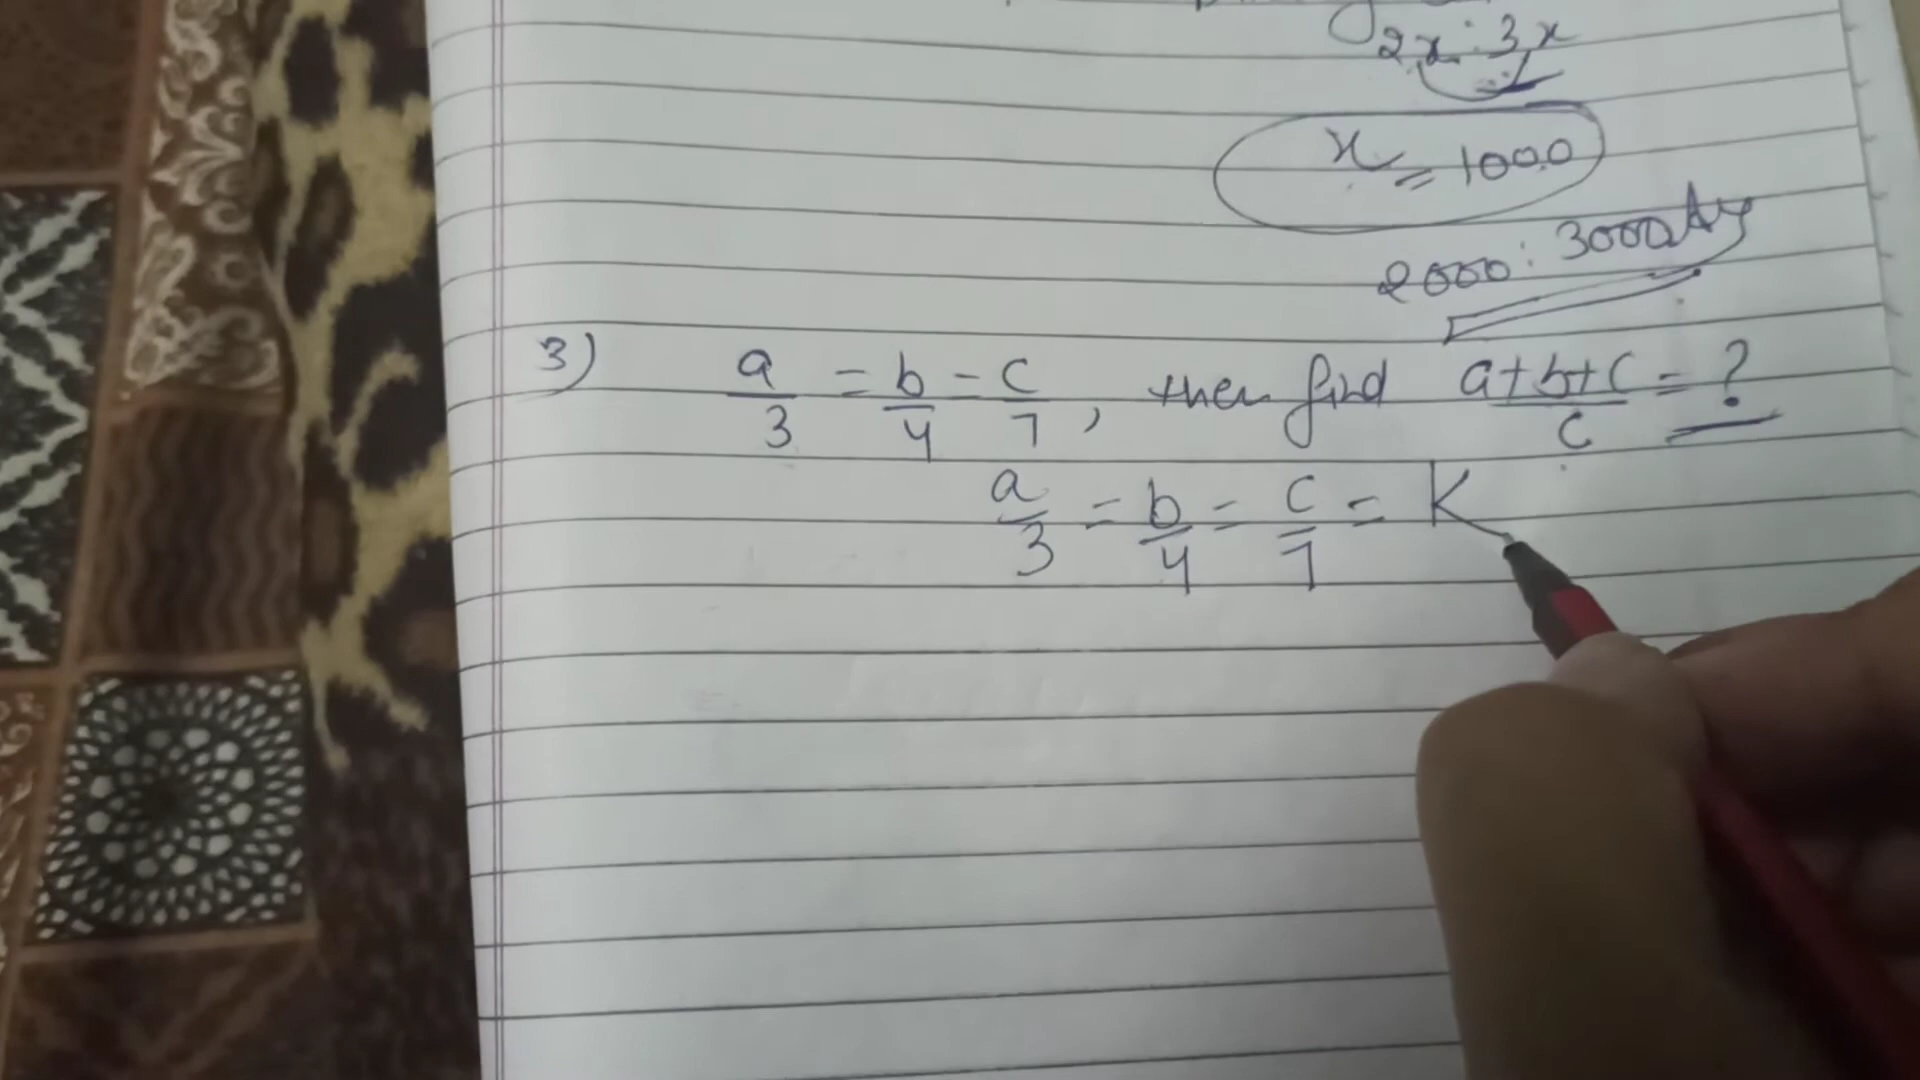 2x : 3x
x = 1000
2000 : 3000
3) a/3 = b/4 = c/7, then find a+b+c/c = ?
a/3 = b/4 = c/7 = K